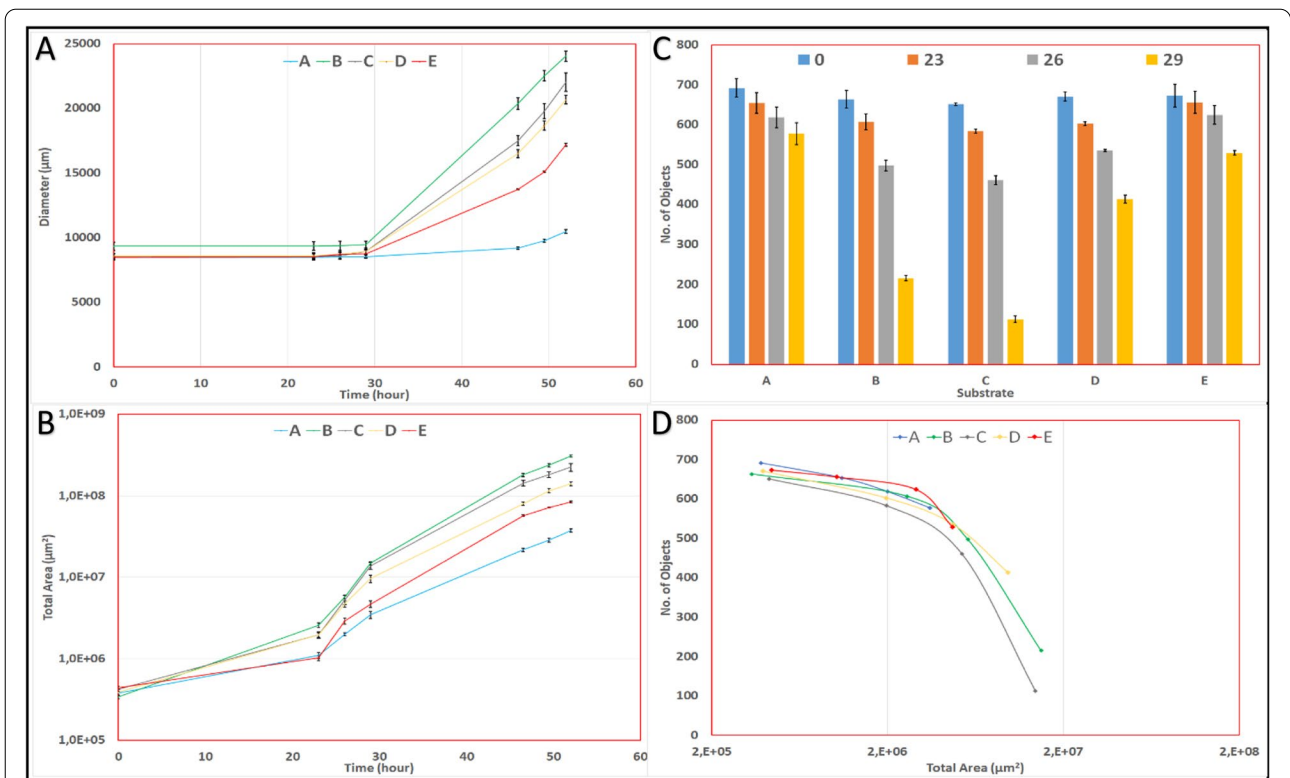 A
25000
20000
15000
10000
5000
0
Diameter (µm)
A B C D E
0 10 20 30 40 50 60
Time (hour)
C
800
700
600
500
400
300
200
100
0
No. of Objects
0 23 26 29
A B C D E
Substrate
B
1,0E+09
1,0E+08
1,0E+07
1,0E+06
1,0E+05
Total Area (µm²)
A B C D E
0 10 20 30 40 50 60
Time (hour)
D
800
700
600
500
400
300
200
100
0
No. of Objects
A B C D E
2,E+05 2,E+06 2,E+07 2,E+08
Total Area (µm²)